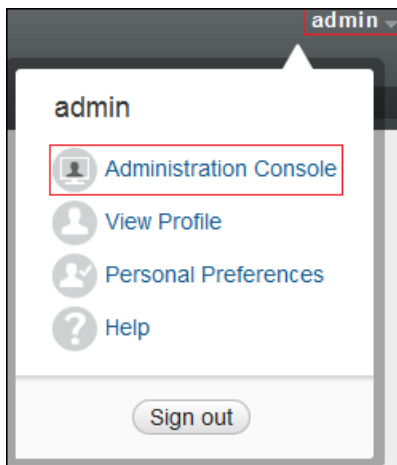 admin
admin
Administration Console
View Profile
Personal Preferences
Help
Sign out